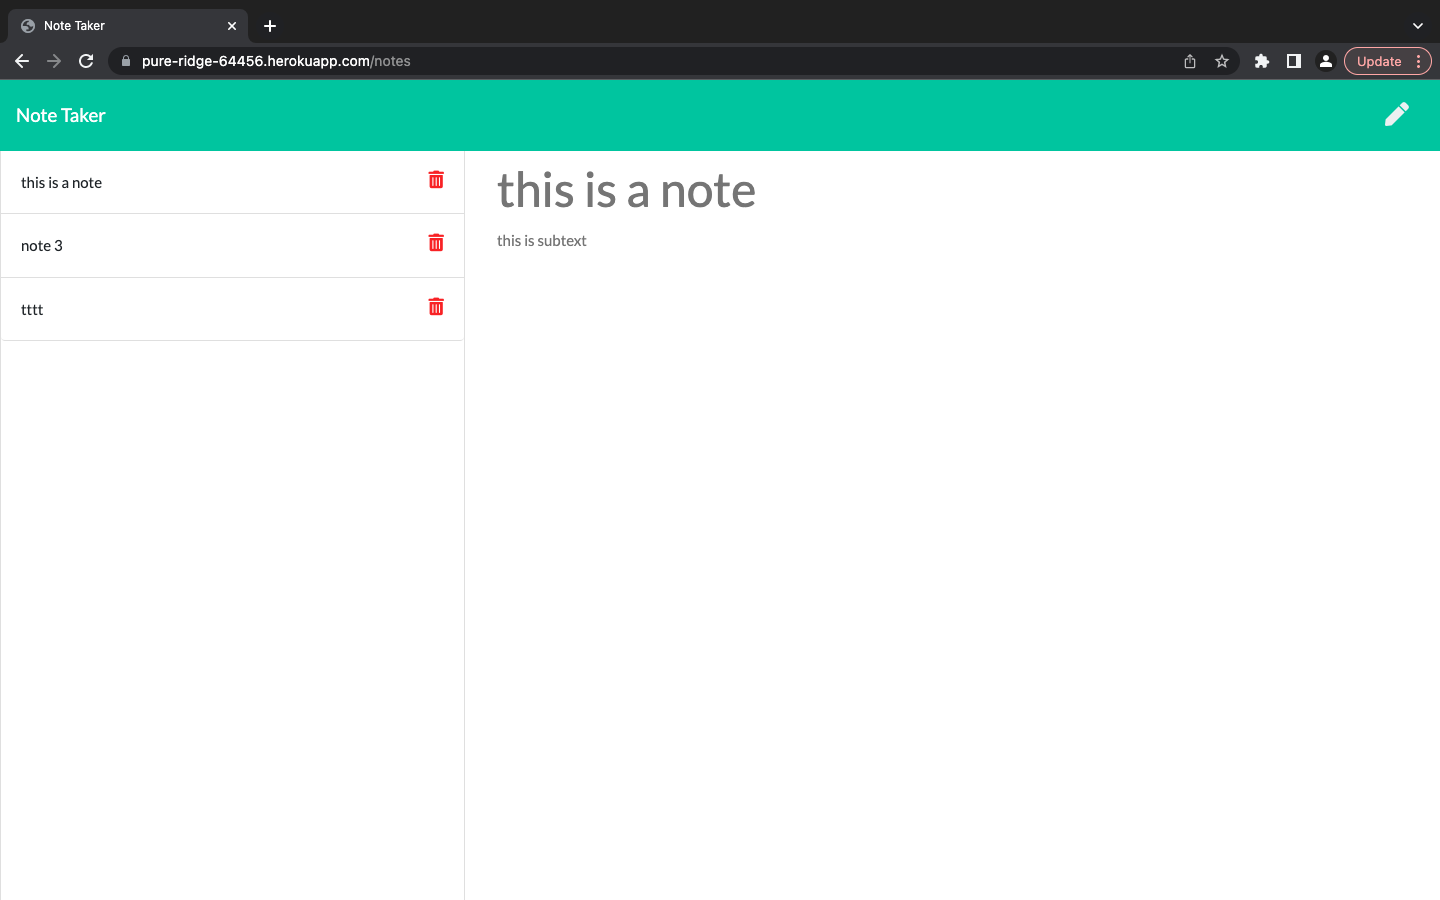 Note Taker
pure-ridge-64456.herokuapp.com/notes
Update
Note Taker
this is a note
note 3
tttt
this is a note
this is subtext